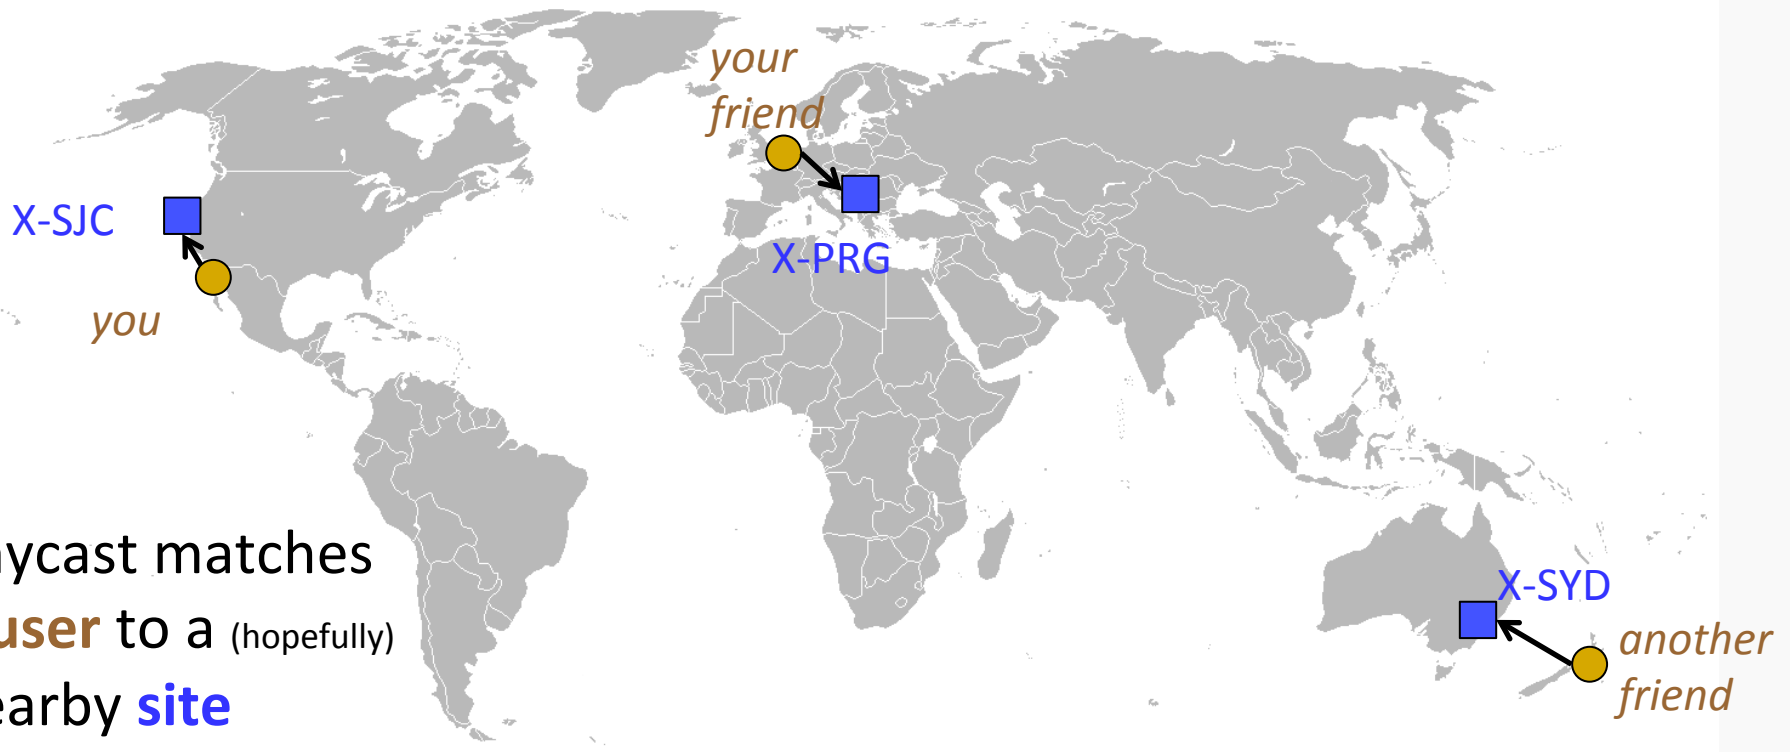 your
friend
X-SJC
X-PRG
you
ycast matches
user to a (hopefully)
earby site
X-SYD
another
friend